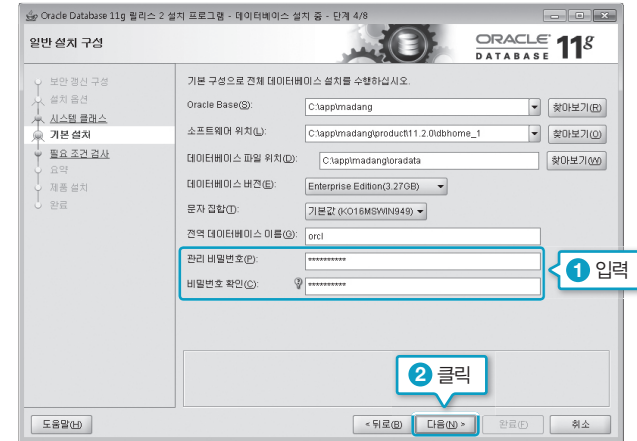 Oracle Database 11g 릴리스 2 설치 프로그램 - 데이터베이스 설치 중 - 단계 4/8
일반 설치 구성
ORACLE
DATABASE 11g
보안 갱신 구성
설치 옵션
시스템 클래스
기본 설치
필요 조건 검사
요약
제품 설치
완료
기본 구성으로 전체 데이터베이스 설치를 수행하십시오.
Oracle Base(S): C:\app\madang 찾아보기(R)
소프트웨어 위치(L): C:\app\madang\product\11.2.0\dbhome_1 찾아보기(O)
데이터베이스 파일 위치(D): C:\app\madang\oradata 찾아보기(W)
데이터베이스 버전(E): Enterprise Edition(3.27GB)
문자 집합(T): 기본값 (KO16MSWIN949)
전역 데이터베이스 이름(G): orcl
관리 비밀번호(P): **********
비밀번호 확인(C): **********
1 입력
2 클릭
도움말(H) < 뒤로(B) 다음(N) > 완료(F) 취소